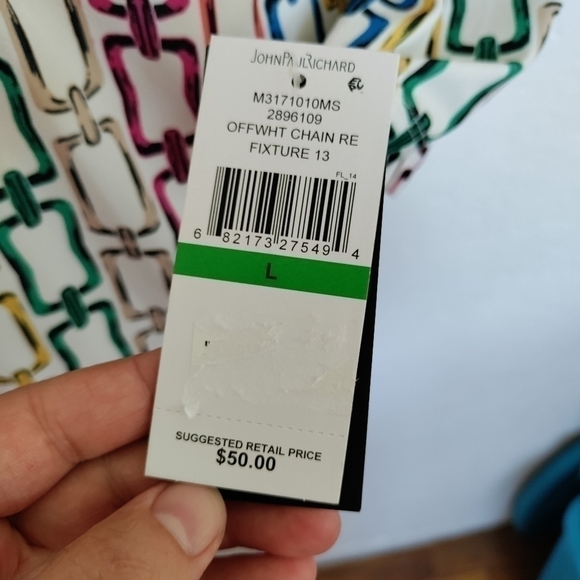 JOHNPAULRICHARD
M3171010MS
2896109
OFFWHT CHAIN RE
FIXTURE 13
FL_14
6 82173 27549 4
L
SUGGESTED RETAIL PRICE
$50.00